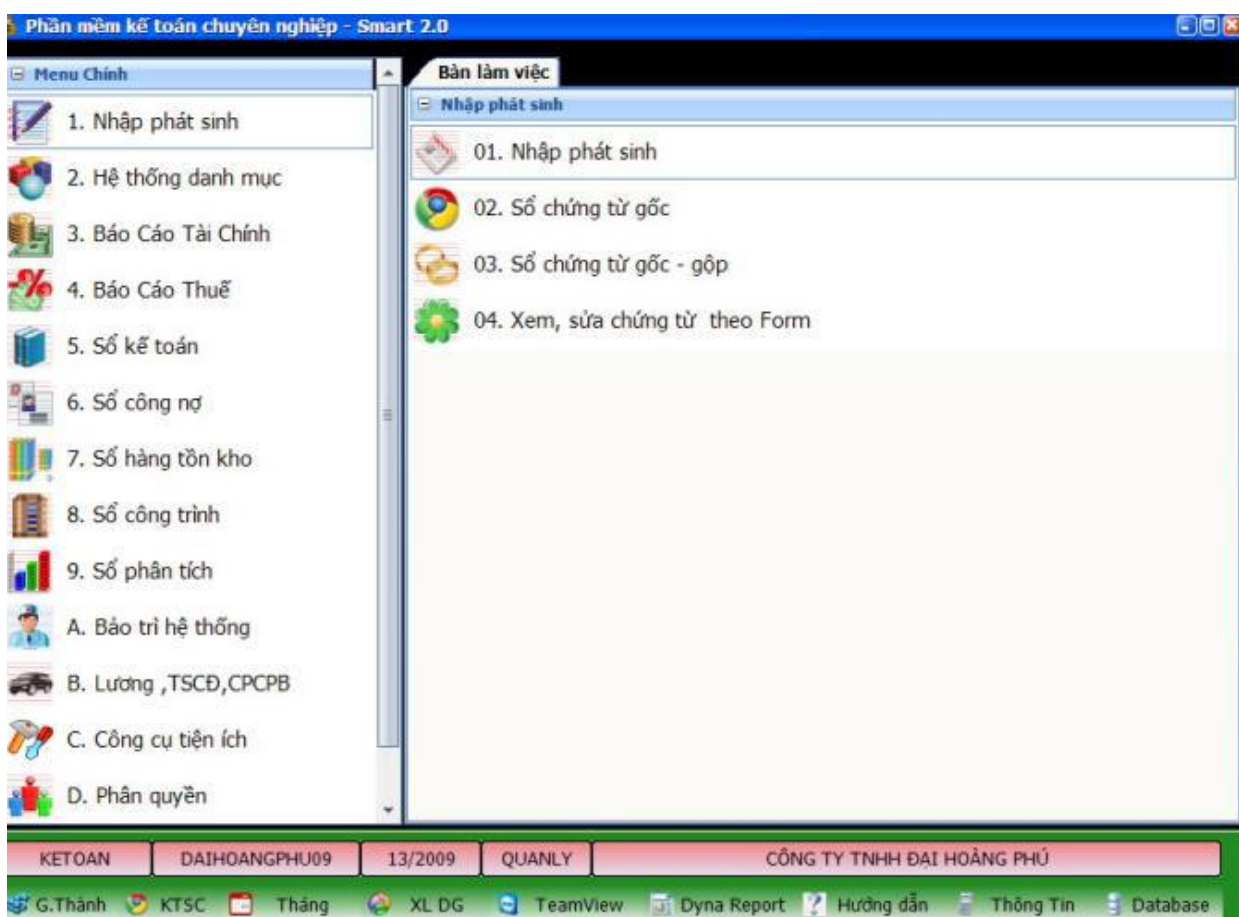 Phần mềm kế toán chuyên nghiệp - Smart 2.0
Menu Chính
1. Nhập phát sinh
2. Hệ thống danh mục
3. Báo Cáo Tài Chính
4. Báo Cáo Thuế
5. Sổ kế toán
6. Sổ công nợ
7. Sổ hàng tồn kho
8. Sổ công trình
9. Sổ phân tích
A. Bảo trì hệ thống
B. Lương ,TSCĐ,CPCPB
C. Công cụ tiện ích
D. Phân quyền
Bàn làm việc
Nhập phát sinh
01. Nhập phát sinh
02. Sổ chứng từ gốc
03. Sổ chứng từ gốc - gộp
04. Xem, sửa chứng từ theo Form
KETOAN DAIHOANGPHU09 13/2009 QUANLY CÔNG TY TNHH ĐẠI HOÀNG PHÚ
G.Thành KTSC Tháng XL DG TeamView Dyna Report Hướng dẫn Thông Tin Database